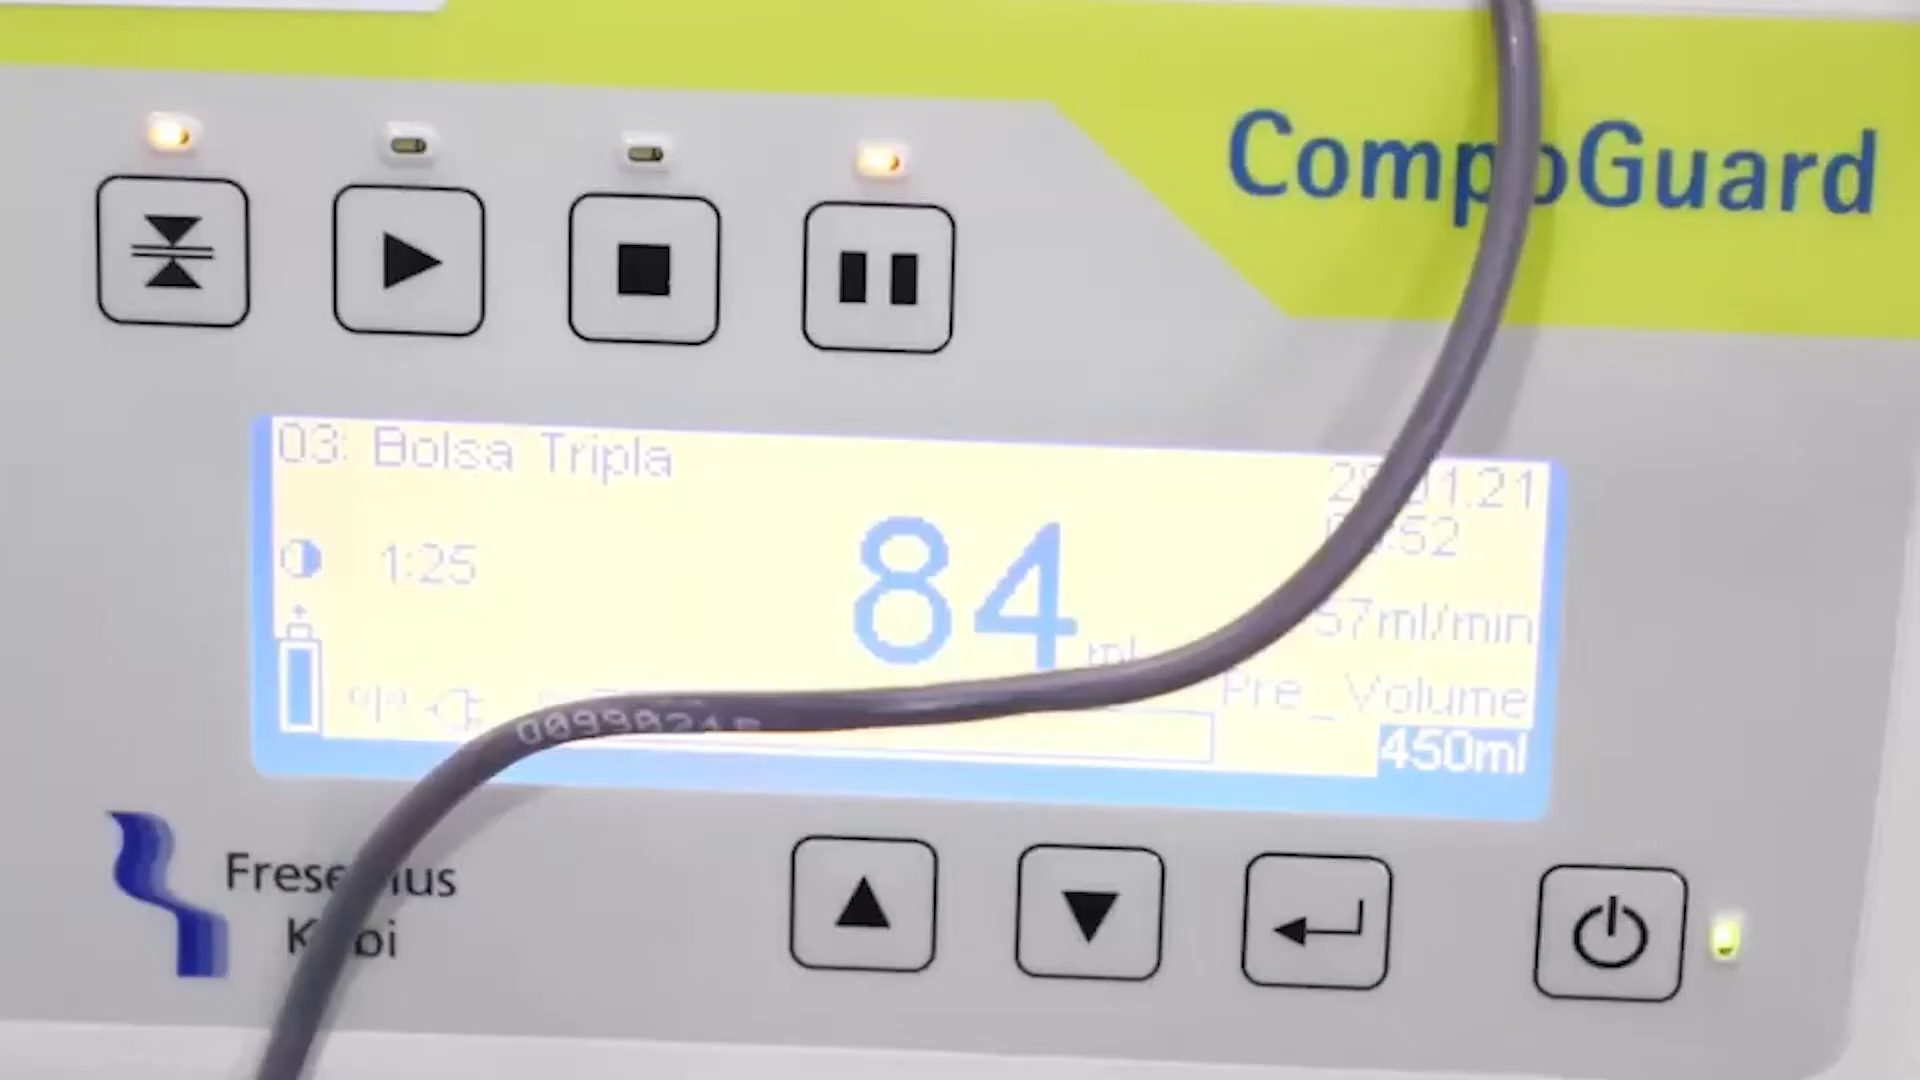 CompoGuard
03: Bolsa Tripla
1:25
84 ml
57ml/min
Pre_Volume
450ml
Fresenius
Kabi